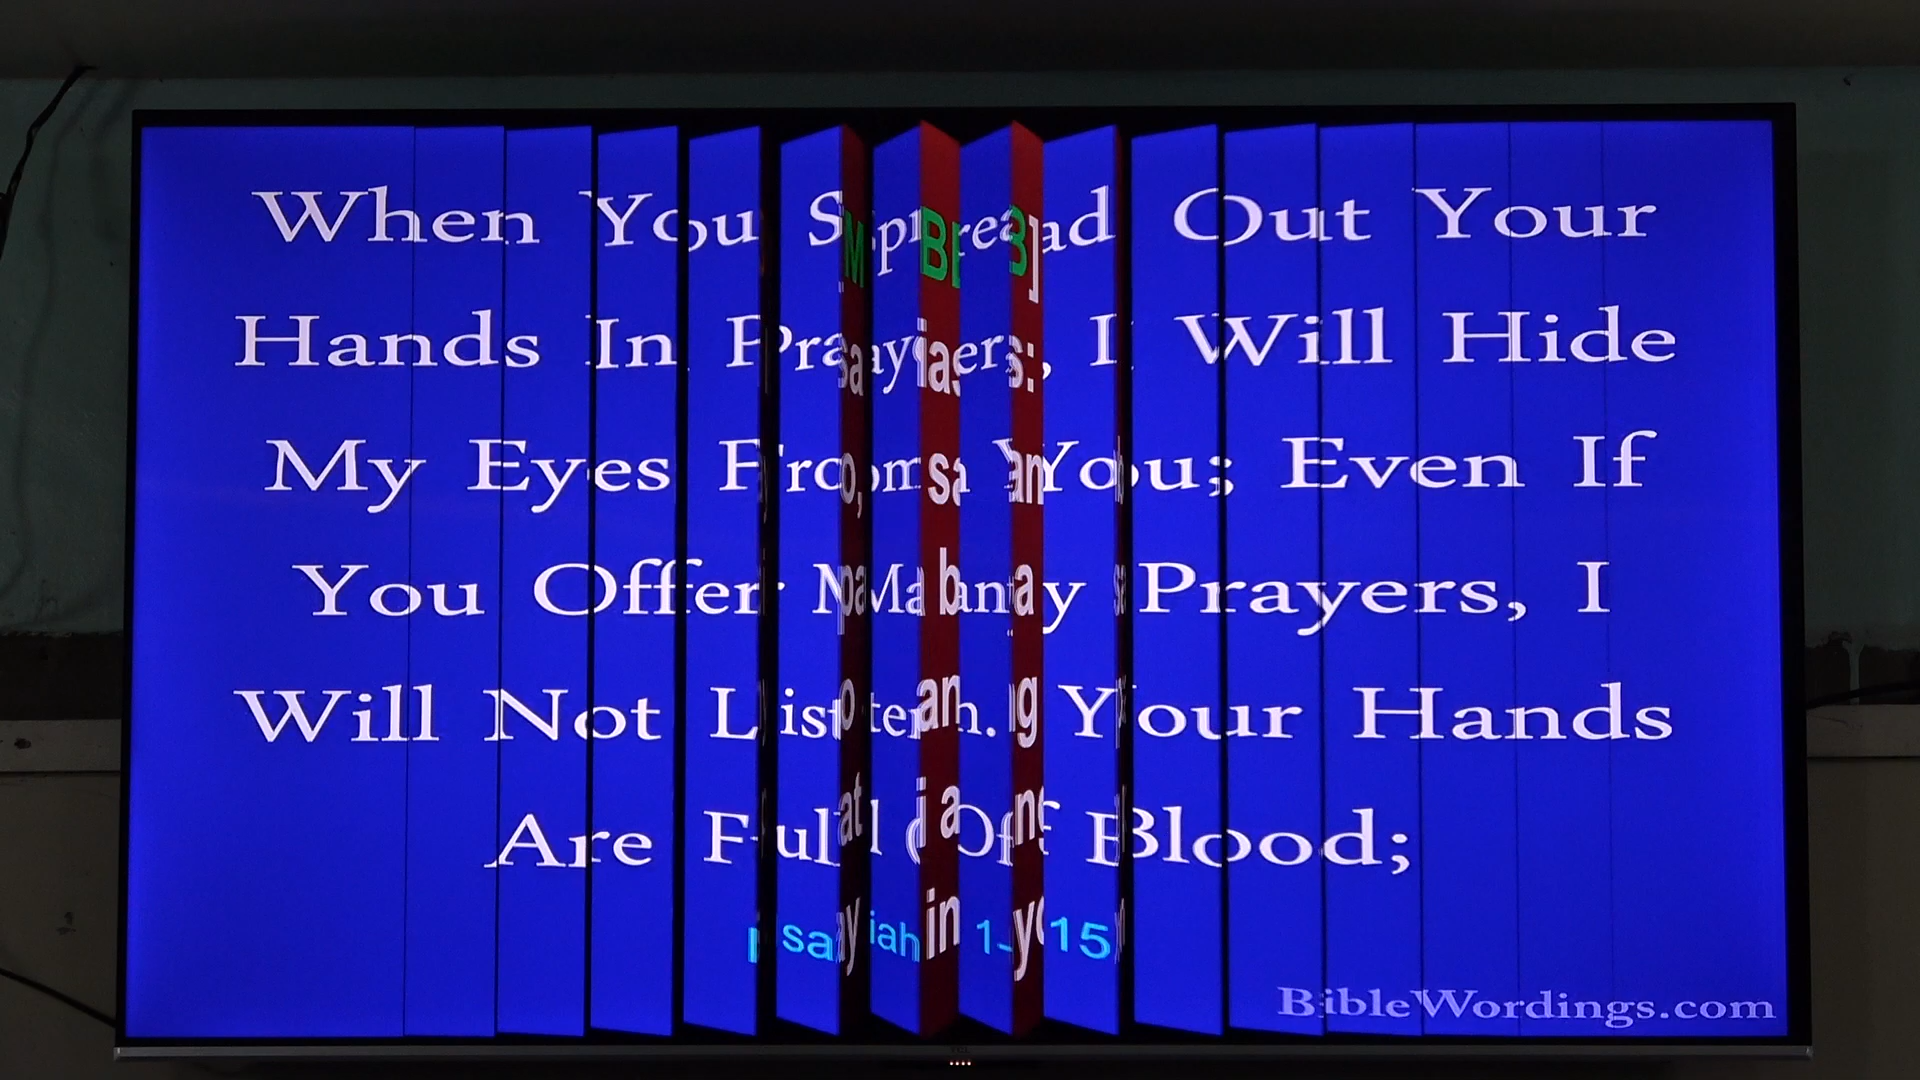 When You Spread Out Your
Hands In Prayers, I Will Hide
My Eyes From You; Even If
You Offer Many Prayers, I
Will Not Listen. Your Hands
Are Full Of Blood;
Isaiah 1-15
BibleWordings.com